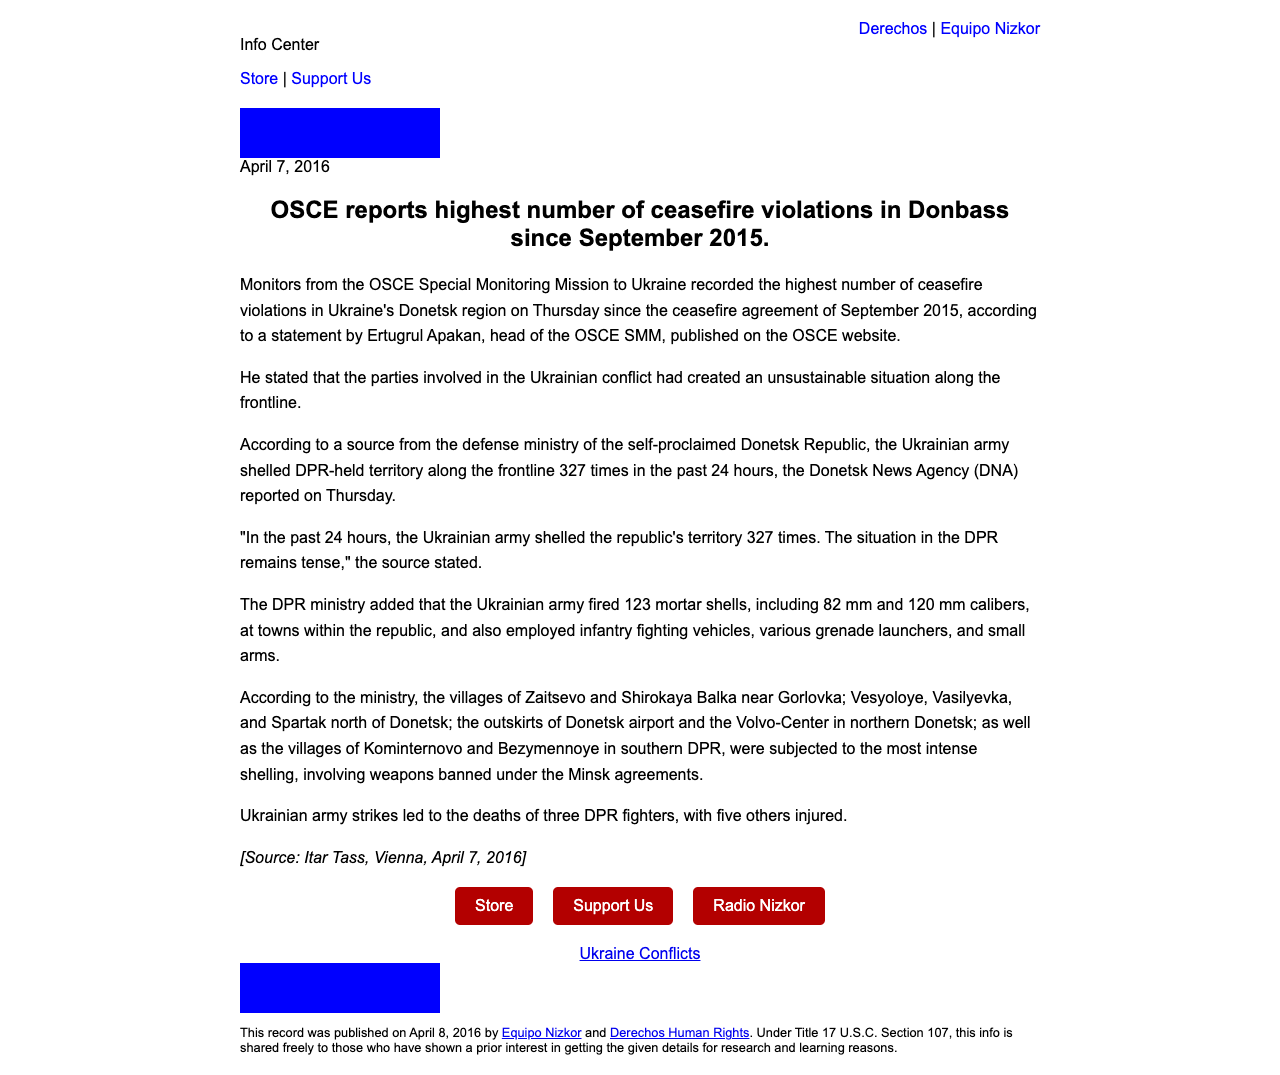 Derechos | Equipo Nizkor
Info Center
Store | Support Us
April 7, 2016
OSCE reports highest number of ceasefire violations in Donbass
since September 2015.
Monitors from the OSCE Special Monitoring Mission to Ukraine recorded the highest number of ceasefire
violations in Ukraine's Donetsk region on Thursday since the ceasefire agreement of September 2015, according
to a statement by Ertugrul Apakan, head of the OSCE SMM, published on the OSCE website.
He stated that the parties involved in the Ukrainian conflict had created an unsustainable situation along the
frontline.
According to a source from the defense ministry of the self-proclaimed Donetsk Republic, the Ukrainian army
shelled DPR-held territory along the frontline 327 times in the past 24 hours, the Donetsk News Agency (DNA)
reported on Thursday.
"In the past 24 hours, the Ukrainian army shelled the republic's territory 327 times. The situation in the DPR
remains tense," the source stated.
The DPR ministry added that the Ukrainian army fired 123 mortar shells, including 82 mm and 120 mm calibers,
at towns within the republic, and also employed infantry fighting vehicles, various grenade launchers, and small
arms.
According to the ministry, the villages of Zaitsevo and Shirokaya Balka near Gorlovka; Vesyoloye, Vasilyevka,
and Spartak north of Donetsk; the outskirts of Donetsk airport and the Volvo-Center in northern Donetsk; as well
as the villages of Kominternovo and Bezymennoye in southern DPR, were subjected to the most intense
shelling, involving weapons banned under the Minsk agreements.
Ukrainian army strikes led to the deaths of three DPR fighters, with five others injured.
[Source: Itar Tass, Vienna, April 7, 2016]
Store Support Us Radio Nizkor
Ukraine Conflicts
This record was published on April 8, 2016 by Equipo Nizkor and Derechos Human Rights. Under Title 17 U.S.C. Section 107, this info is
shared freely to those who have shown a prior interest in getting the given details for research and learning reasons.